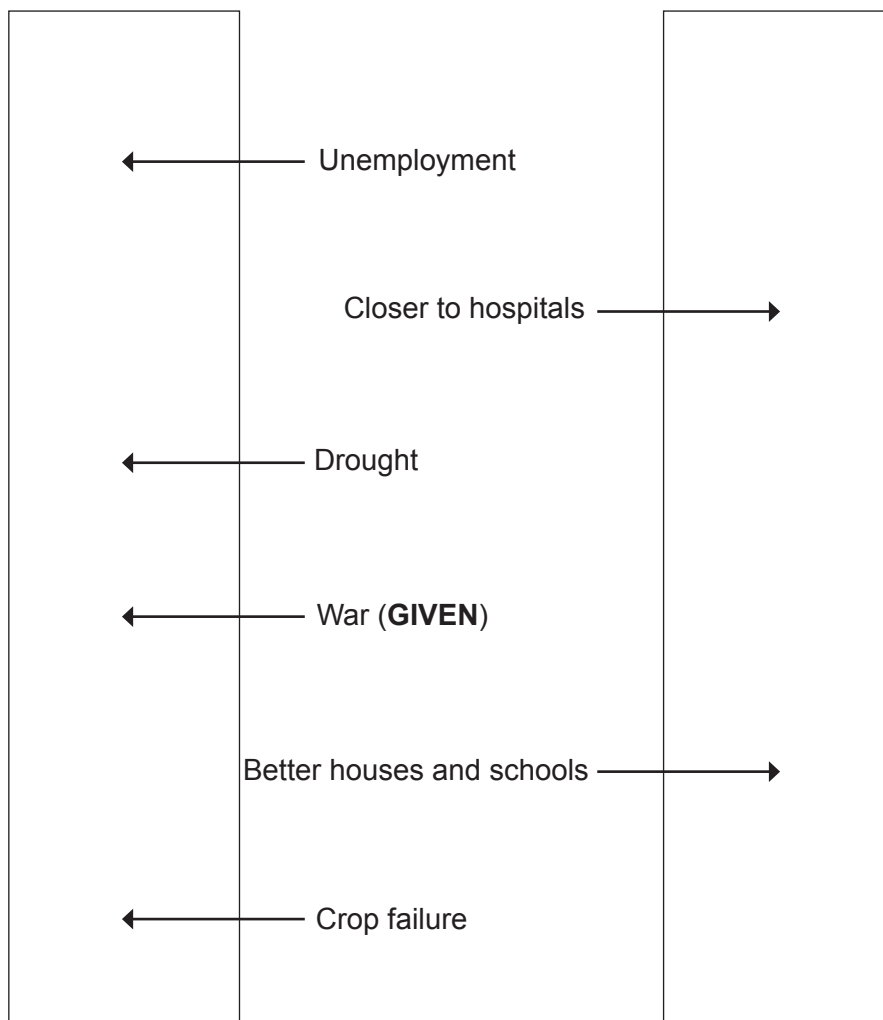 Unemployment
Closer to hospitals
Drought
War (GIVEN)
Better houses and schools
Crop failure